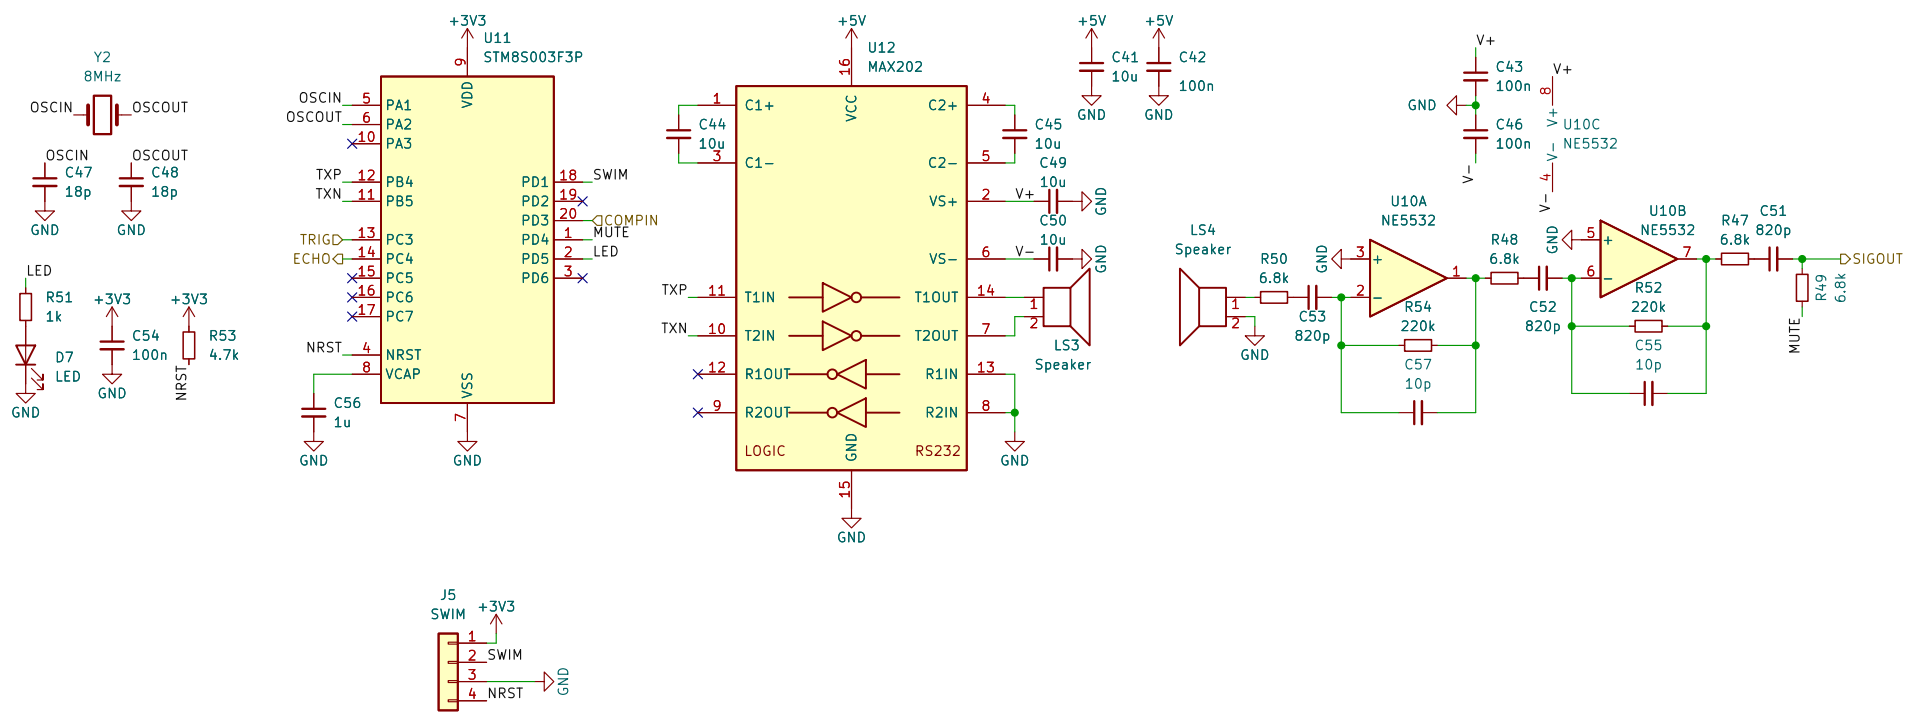 Y2
8MHz
OSCIN
OSCOUT
OSCIN
C47
18p
GND
OSCOUT
C48
18p
GND
LED
R51
1k
D7
LED
GND
+3V3
C54
100n
GND
+3V3
R53
4.7k
NRST
+3V3
U11
STM8S003F3P
9
VDD
OSCIN
5
PA1
OSCOUT
6
PA2
10
PA3
TXP
12
PB4
TXN
11
PB5
TRIG
13
PC3
ECHO
14
PC4
15
PC5
16
PC6
17
PC7
NRST
4
NRST
8
VCAP
C56
1u
GND
PD1
18
SWIM
PD2
19
PD3
20
COMPIN
PD4
1
MUTE
PD5
2
LED
PD6
3
VSS
7
GND
J5
SWIM
+3V3
1
2
SWIM
3
GND
4
NRST
+5V
U12
MAX202
16
VCC
1
C1+
C44
10u
3
C1-
C2+
4
C45
10u
C2-
5
C49
10u
VS+
2
V+
GND
C50
10u
VS-
6
V-
GND
TXP
11
T1IN
T1OUT
14
TXN
10
T2IN
T2OUT
7
1
2
LS3
Speaker
12
R1OUT
R1IN
13
9
R2OUT
R2IN
8
GND
LOGIC
GND
RS232
15
GND
+5V
C41
10u
GND
+5V
C42
100n
GND
V+
C43
100n
GND
C46
100n
V-
V+
8
V+
U10C
NE5532
V-
4
V-
LS4
Speaker
1
2
GND
R50
6.8k
C53
820p
GND
U10A
NE5532
3
+
2
-
1
R54
220k
C57
10p
R48
6.8k
C52
820p
GND
U10B
NE5532
5
+
6
-
7
R52
220k
C55
10p
R47
6.8k
C51
820p
SIGOUT
R49
6.8k
MUTE